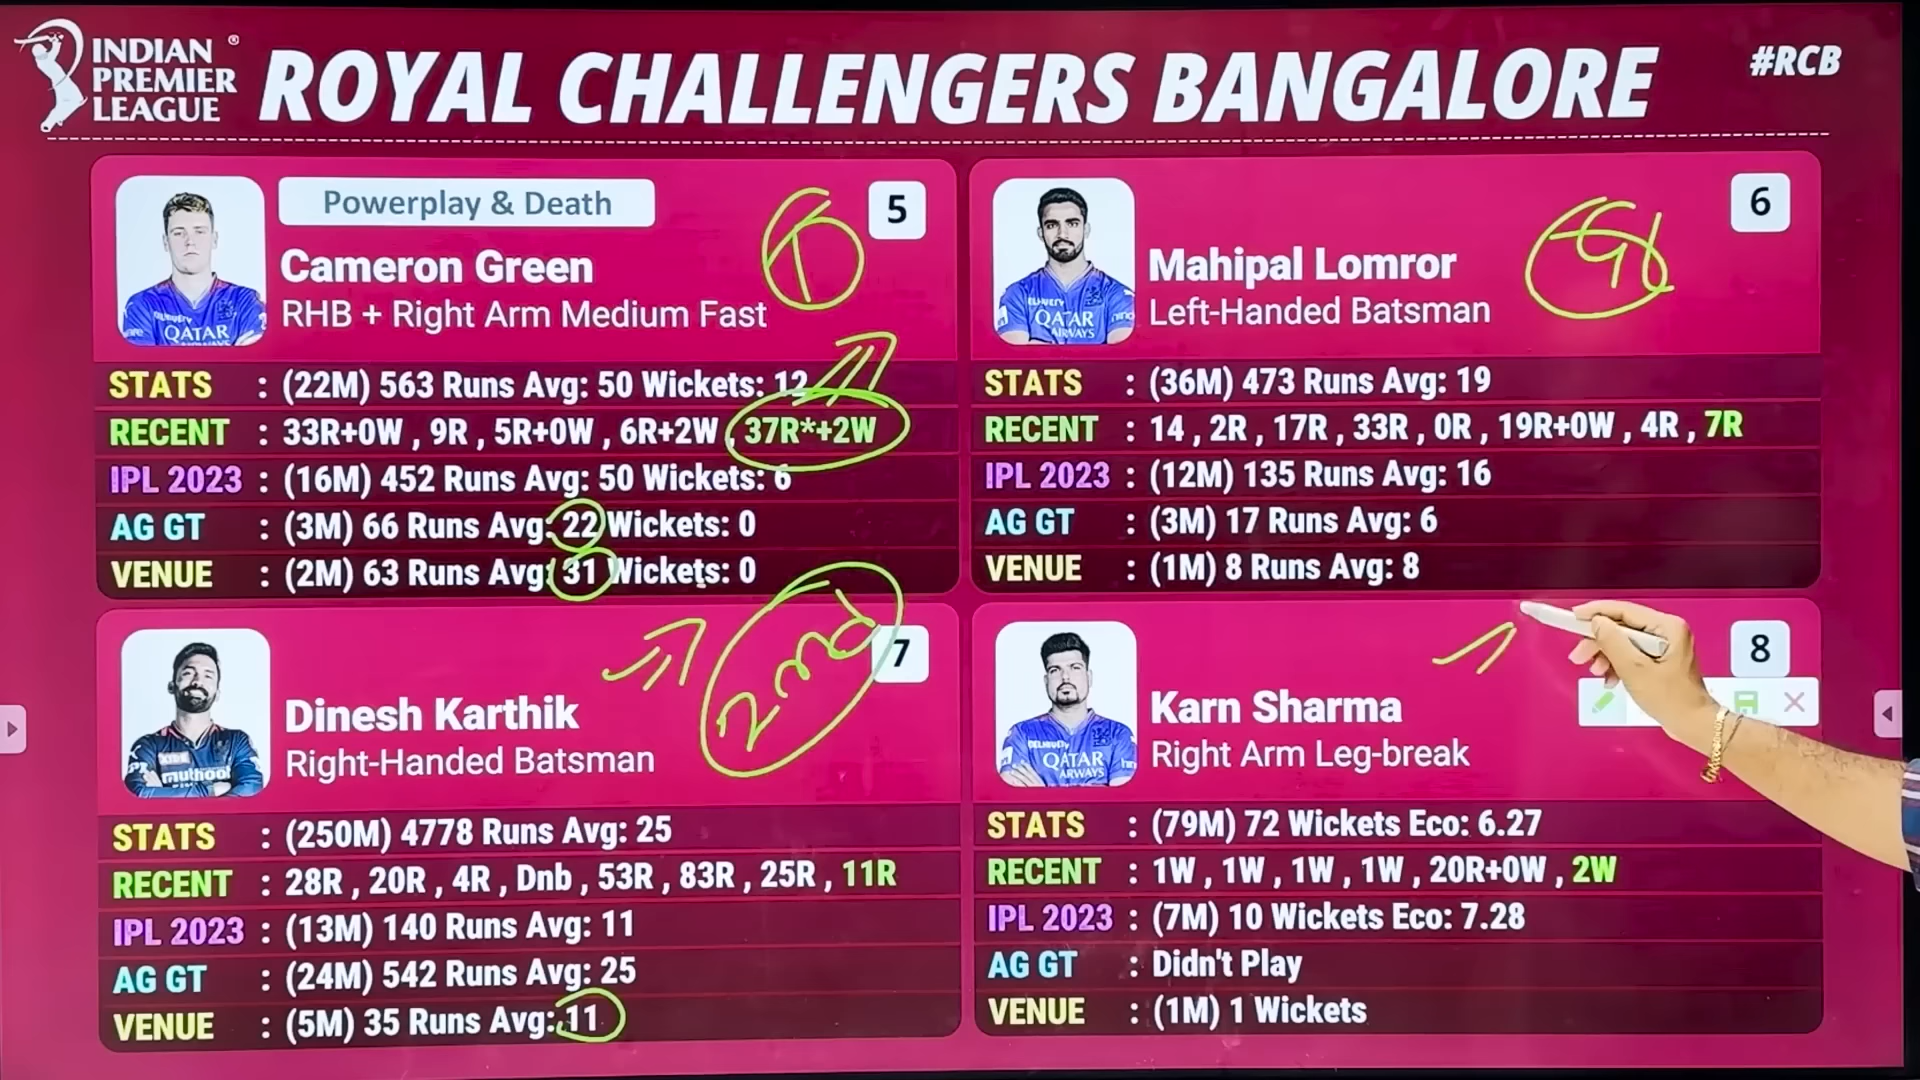 INDIAN
PREMIER
LEAGUE
®
ROYAL CHALLENGERS BANGALORE
#RCB
Powerplay & Death
5
Cameron Green
RHB + Right Arm Medium Fast
STATS : (22M) 563 Runs Avg: 50 Wickets: 12
RECENT : 33R+0W , 9R , 5R+0W , 6R+2W , 37R*+2W
IPL 2023 : (16M) 452 Runs Avg: 50 Wickets: 6
AG GT : (3M) 66 Runs Avg: 22 Wickets: 0
VENUE : (2M) 63 Runs Avg: 31 Wickets: 0
6
Mahipal Lomror
Left-Handed Batsman
STATS : (36M) 473 Runs Avg: 19
RECENT : 14 , 2R , 17R , 33R , 0R , 19R+0W , 4R , 7R
IPL 2023 : (12M) 135 Runs Avg: 16
AG GT : (3M) 17 Runs Avg: 6
VENUE : (1M) 8 Runs Avg: 8
2nd
7
Dinesh Karthik
Right-Handed Batsman
STATS : (250M) 4778 Runs Avg: 25
RECENT : 28R , 20R , 4R , Dnb , 53R , 83R , 25R , 11R
IPL 2023 : (13M) 140 Runs Avg: 11
AG GT : (24M) 542 Runs Avg: 25
VENUE : (5M) 35 Runs Avg: 11
8
Karn Sharma
Right Arm Leg-break
STATS : (79M) 72 Wickets Eco: 6.27
RECENT : 1W , 1W , 1W , 1W , 20R+0W , 2W
IPL 2023 : (7M) 10 Wickets Eco: 7.28
AG GT : Didn't Play
VENUE : (1M) 1 Wickets
QATAR
AIRWAYS
QATAR
AIRWAYS
muthoot
QATAR
AIRWAYS